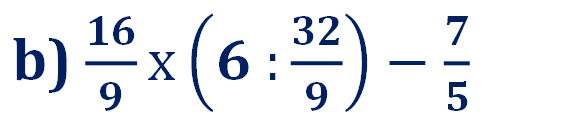 b) 16/9 x (6 : 32/9) − 7/5